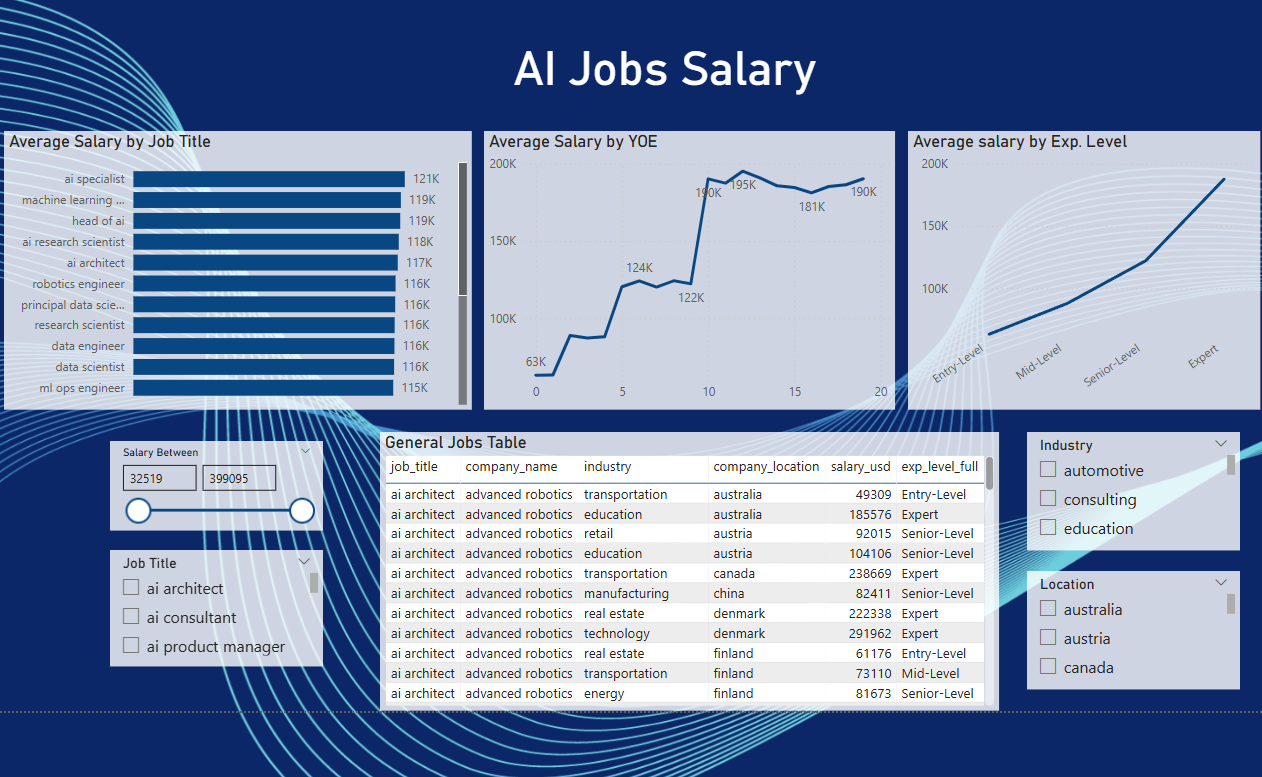 AI Jobs Salary
Average Salary by Job Title
ai specialist 121K
machine learning ... 119K
head of ai 119K
ai research scientist 118K
ai architect 117K
robotics engineer 116K
principal data scie... 116K
research scientist 116K
data engineer 116K
data scientist 116K
ml ops engineer 115K
Average Salary by YOE
200K
150K
100K
63K
124K
122K
190K
195K
181K
190K
0 5 10 15 20
Average salary by Exp. Level
200K
150K
100K
Entry-Level
Mid-Level
Senior-Level
Expert
Salary Between
32519 399095
Job Title
ai architect
ai consultant
ai product manager
General Jobs Table
job_title company_name industry company_location salary_usd exp_level_full
ai architect advanced robotics transportation australia 49309 Entry-Level
ai architect advanced robotics education australia 185576 Expert
ai architect advanced robotics retail austria 92015 Senior-Level
ai architect advanced robotics education austria 104106 Senior-Level
ai architect advanced robotics transportation canada 238669 Expert
ai architect advanced robotics manufacturing china 82411 Senior-Level
ai architect advanced robotics real estate denmark 222338 Expert
ai architect advanced robotics technology denmark 291962 Expert
ai architect advanced robotics real estate finland 61176 Entry-Level
ai architect advanced robotics transportation finland 73110 Mid-Level
ai architect advanced robotics energy finland 81673 Senior-Level
Industry
automotive
consulting
education
Location
australia
austria
canada